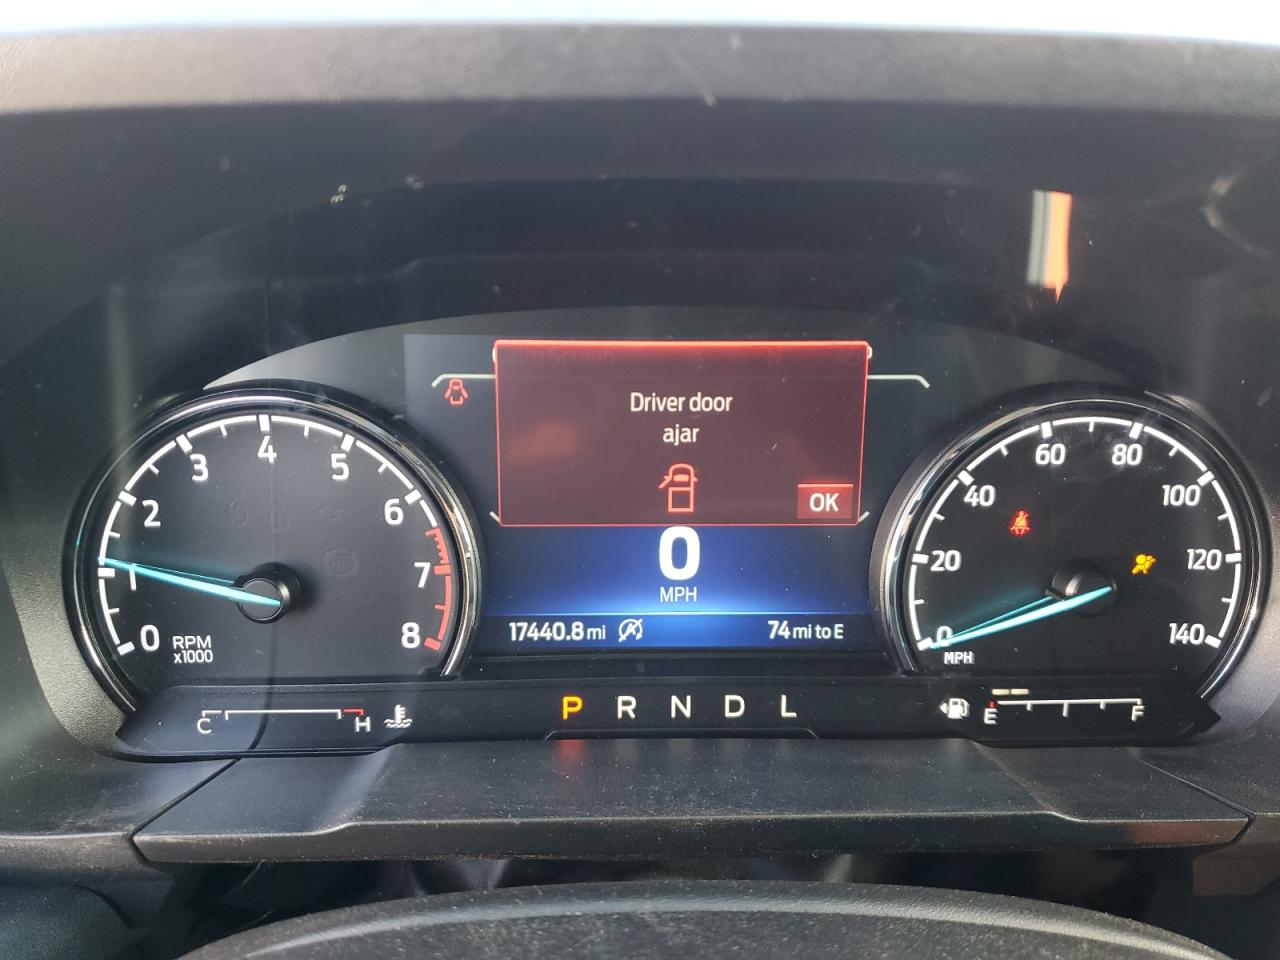 Screen
N
Driver door
ajar
OK
0
MPH
17440.8 mi
74 mi to E
0
1
2
3
4
5
6
7
8
RPM
x1000
0
20
40
60
80
100
120
140
MPH
C
H
P R N D L
E
F